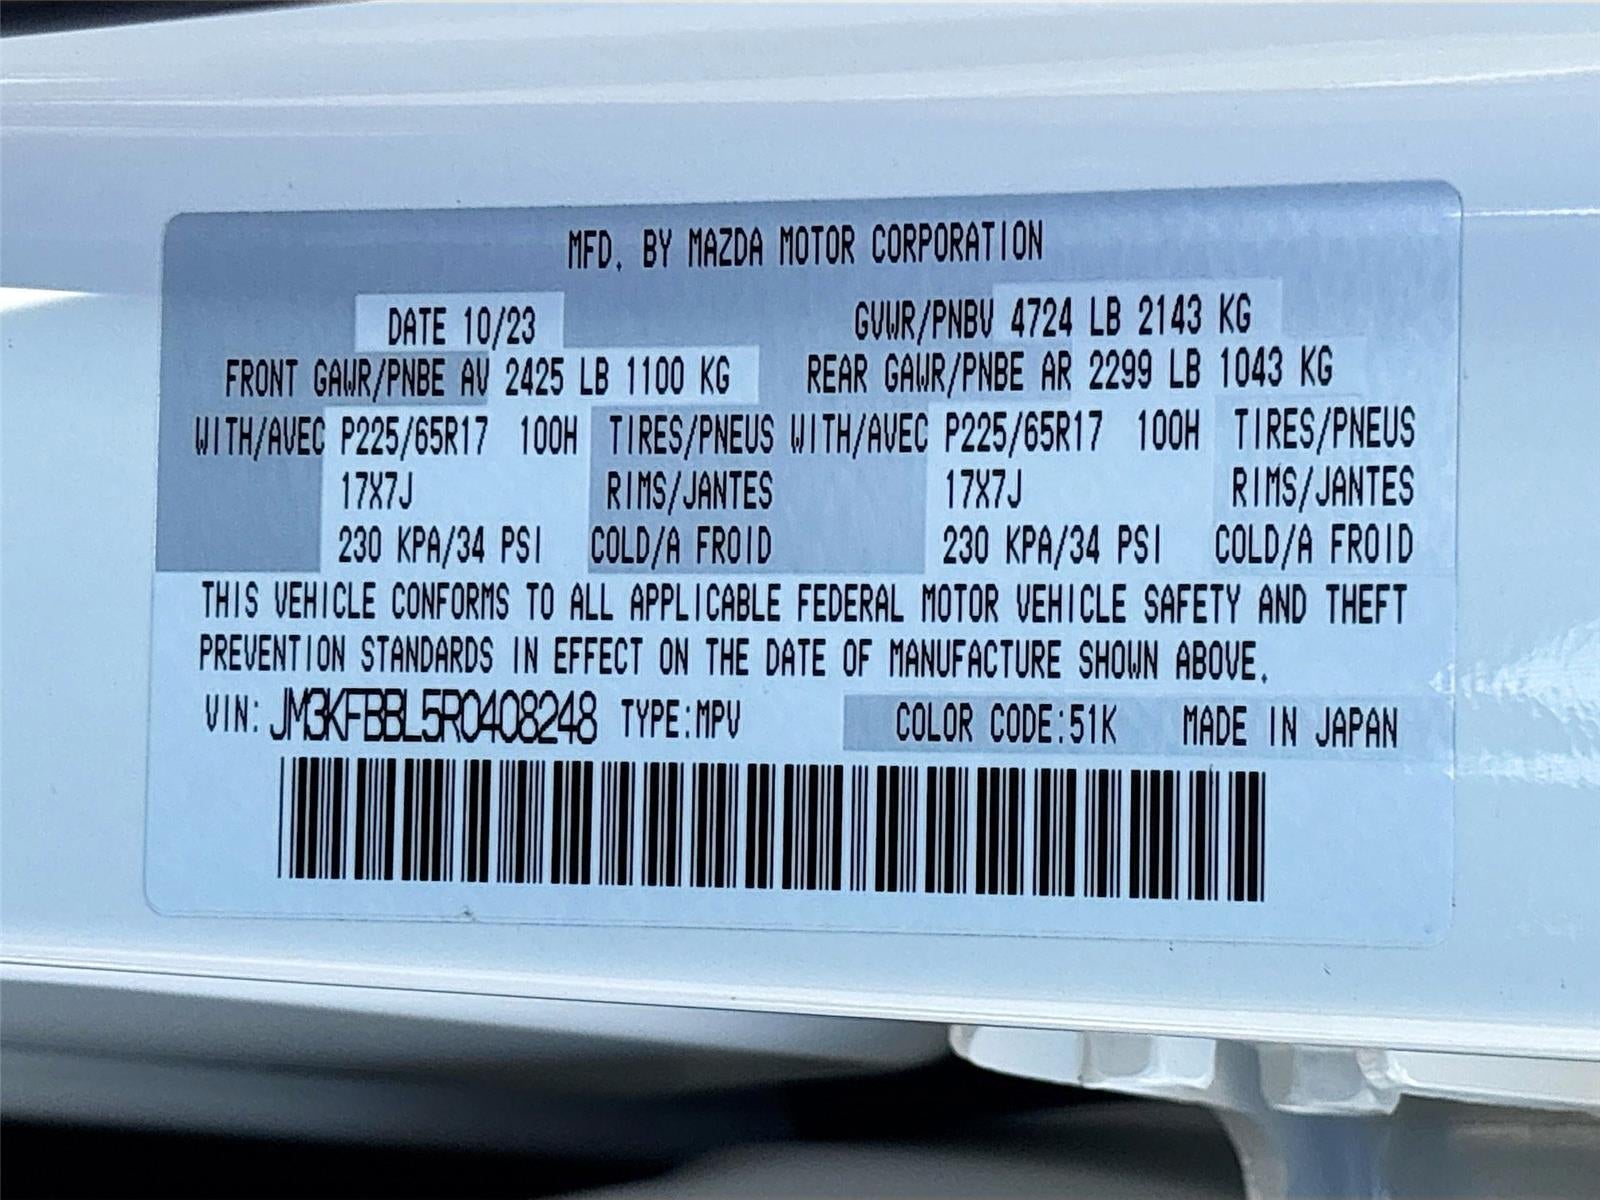 MFD. BY MAZDA MOTOR CORPORATION
DATE 10/23 GVWR/PNBV 4724 LB 2143 KG
FRONT GAWR/PNBE AV 2425 LB 1100 KG REAR GAWR/PNBE AR 2299 LB 1043 KG
WITH/AVEC P225/65R17 100H TIRES/PNEUS WITH/AVEC P225/65R17 100H TIRES/PNEUS
17X7J RIMS/JANTES 17X7J RIMS/JANTES
230 KPA/34 PSI COLD/A FROID 230 KPA/34 PSI COLD/A FROID
THIS VEHICLE CONFORMS TO ALL APPLICABLE FEDERAL MOTOR VEHICLE SAFETY AND THEFT
PREVENTION STANDARDS IN EFFECT ON THE DATE OF MANUFACTURE SHOWN ABOVE.
VIN: JM3KFBBL5R0408248 TYPE:MPV COLOR CODE:51K MADE IN JAPAN